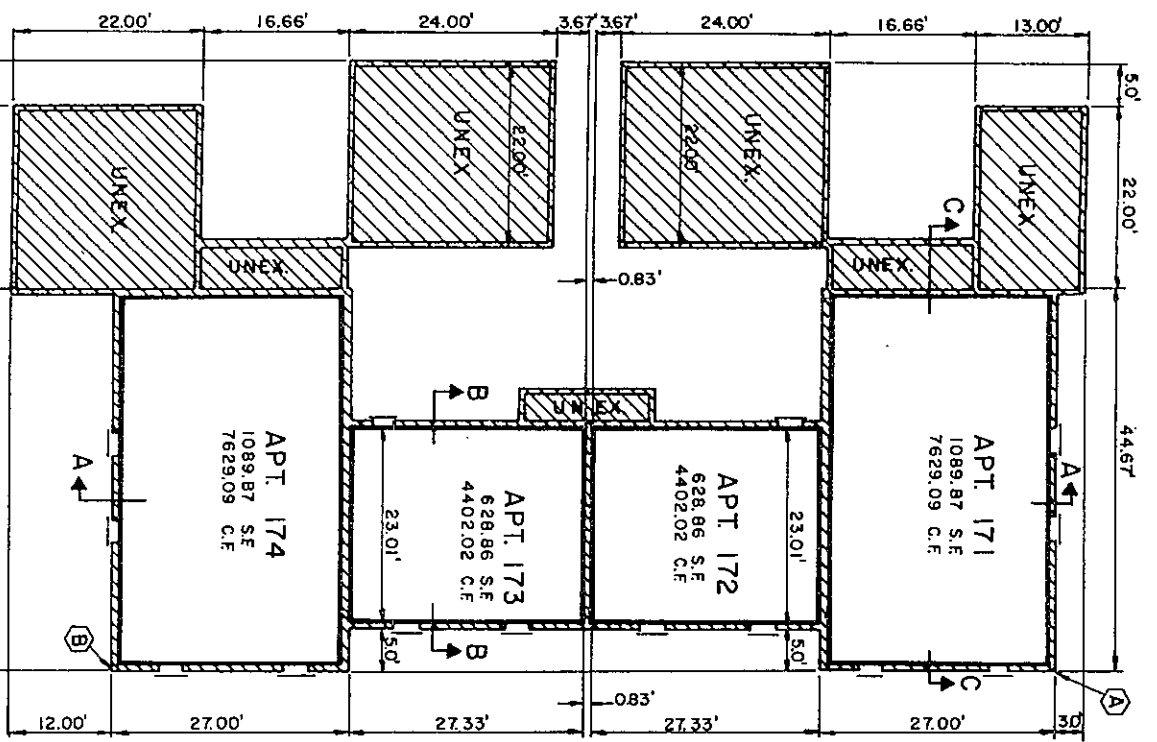 22.00'
16.66'
24.00'
3.67'
3.67'
24.00'
16.66'
13.00'
5.0'
22.00'
44.67'
UNEX
UNEX
22.00'
UNEX.
22.00'
UNEX
C
UNEX.
UNEX.
0.83'
B
UNEX
APT. 174
1089.87 S.F.
7629.09 C.F.
A
APT. 173
628.86 S.F.
4402.02 C.F.
23.01'
APT. 172
628.86 S.F.
4402.02 C.F.
23.01'
APT. 171
1089.87 S.F.
7629.09 C.F.
A
B
B
5.0'
5.0'
C
A
0.83'
12.00'
27.00'
27.33'
27.33'
27.00'
3.0'